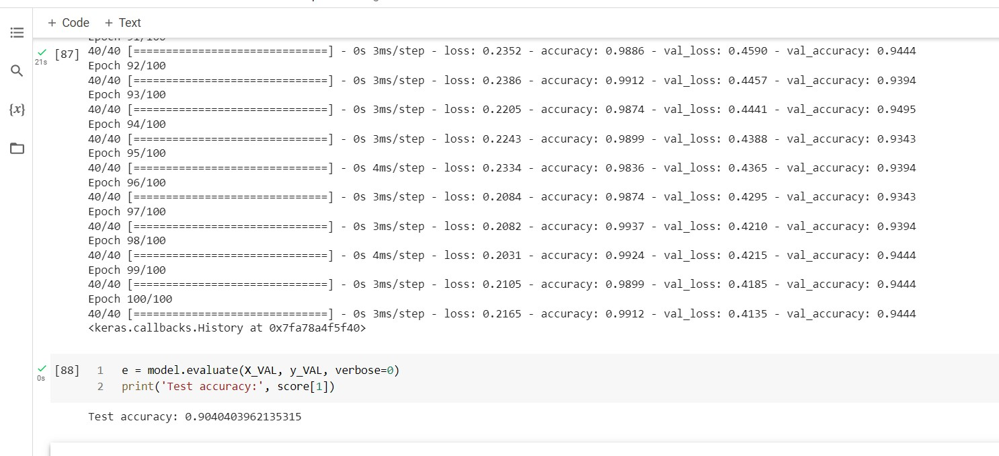 + Code + Text
Epoch 91/100
[87] 40/40 [==============================] - 0s 3ms/step - loss: 0.2352 - accuracy: 0.9886 - val_loss: 0.4590 - val_accuracy: 0.9444
21s
Epoch 92/100
40/40 [==============================] - 0s 3ms/step - loss: 0.2386 - accuracy: 0.9912 - val_loss: 0.4457 - val_accuracy: 0.9394
Epoch 93/100
{x} 40/40 [==============================] - 0s 3ms/step - loss: 0.2205 - accuracy: 0.9874 - val_loss: 0.4441 - val_accuracy: 0.9495
Epoch 94/100
40/40 [==============================] - 0s 3ms/step - loss: 0.2243 - accuracy: 0.9899 - val_loss: 0.4388 - val_accuracy: 0.9343
Epoch 95/100
40/40 [==============================] - 0s 4ms/step - loss: 0.2334 - accuracy: 0.9836 - val_loss: 0.4365 - val_accuracy: 0.9394
Epoch 96/100
40/40 [==============================] - 0s 3ms/step - loss: 0.2084 - accuracy: 0.9874 - val_loss: 0.4295 - val_accuracy: 0.9343
Epoch 97/100
40/40 [==============================] - 0s 3ms/step - loss: 0.2082 - accuracy: 0.9937 - val_loss: 0.4210 - val_accuracy: 0.9394
Epoch 98/100
40/40 [==============================] - 0s 4ms/step - loss: 0.2031 - accuracy: 0.9924 - val_loss: 0.4215 - val_accuracy: 0.9444
Epoch 99/100
40/40 [==============================] - 0s 3ms/step - loss: 0.2105 - accuracy: 0.9899 - val_loss: 0.4185 - val_accuracy: 0.9444
Epoch 100/100
40/40 [==============================] - 0s 3ms/step - loss: 0.2165 - accuracy: 0.9912 - val_loss: 0.4135 - val_accuracy: 0.9444
<keras.callbacks.History at 0x7fa78a4f5f40>
[88] 1 e = model.evaluate(X_VAL, y_VAL, verbose=0)
0s
2 print('Test accuracy:', score[1])
Test accuracy: 0.9040403962135315